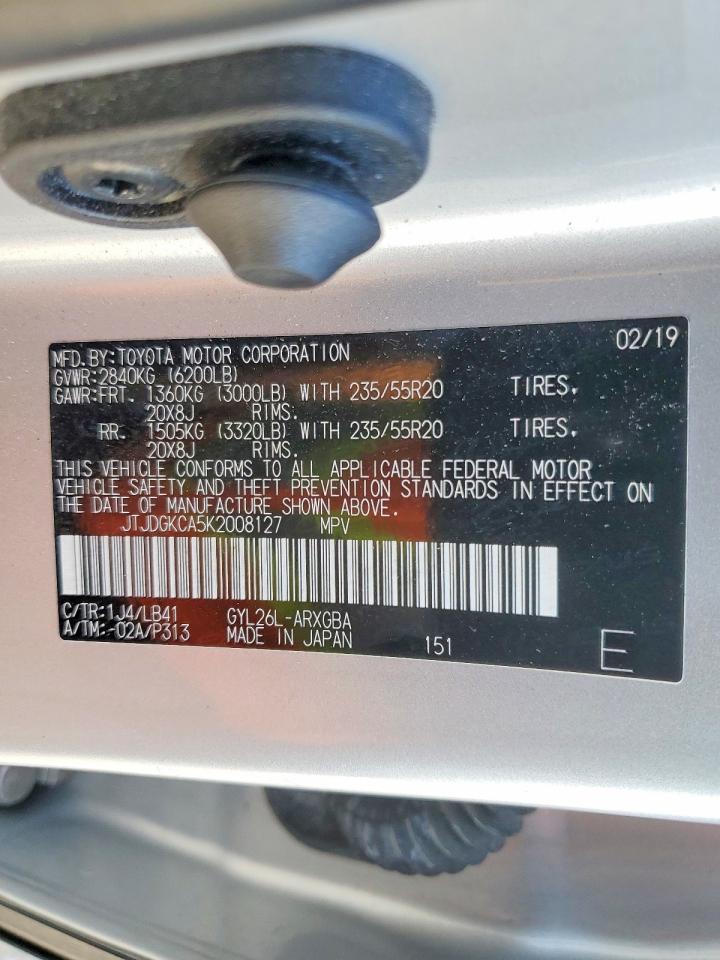 MFD. BY: TOYOTA MOTOR CORPORATION 02/19
GVWR: 2840KG (6200LB)
GAWR: FRT. 1360KG (3000LB) WITH 235/55R20 TIRES,
20X8J RIMS.
RR. 1505KG (3320LB) WITH 235/55R20 TIRES,
20X8J RIMS.
THIS VEHICLE CONFORMS TO ALL APPLICABLE FEDERAL MOTOR
VEHICLE SAFETY AND THEFT PREVENTION STANDARDS IN EFFECT ON
THE DATE OF MANUFACTURE SHOWN ABOVE.
JTJDGKCA5K2008127 MPV
C/TR: 1J4/LB41 GYL26L-ARXGBA
A/TM: -02A/P313 MADE IN JAPAN 151 E